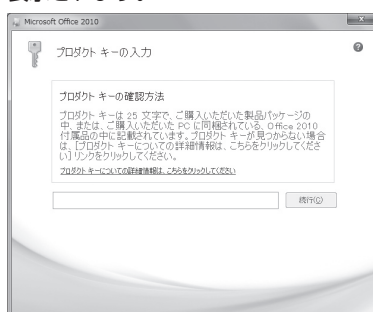 Microsoft Office 2010
プロダクト キーの入力
プロダクト キーの確認方法
プロダクト キーは 25 文字で、ご購入いただいた製品パッケージの
中、または、ご購入いただいた PC に同梱されている、Office 2010
付属品の中に記載されています。プロダクト キーが見つからない場合
は、[プロダクト キーについての詳細情報は、こちらをクリックしてくださ
い] リンクをクリックしてください。
プロダクト キーについての詳細情報は、こちらをクリックしてください
続行(C)